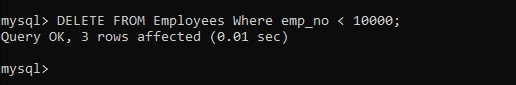 mysql> DELETE FROM Employees Where emp_no < 10000;
Query OK, 3 rows affected (0.01 sec)
mysql>